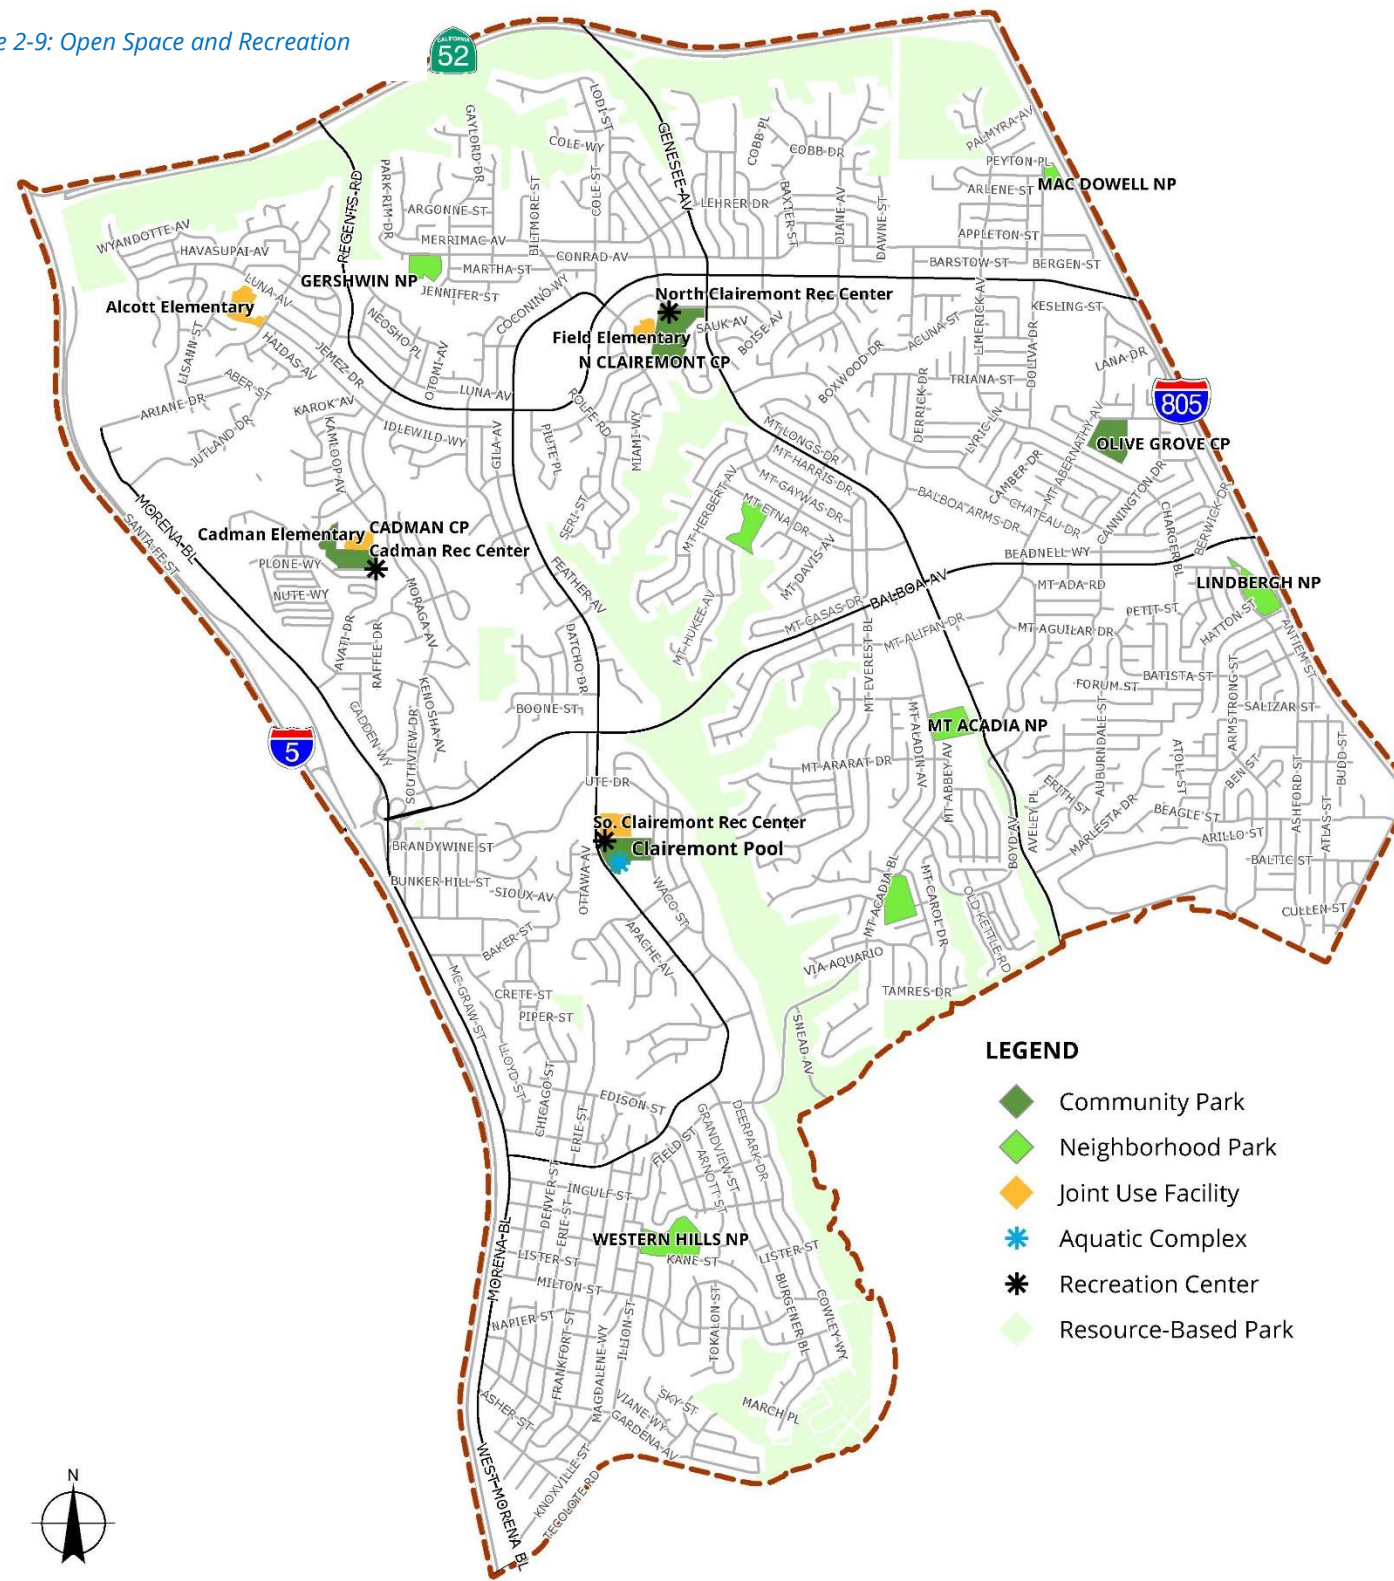 e 2-9: Open Space and Recreation
CALIFORNIA
52
LODI ST
GAYLORD DR
COLE WY
GENESEE AV
COBB PL
COBB DR
PALMYRA AV
PEYTON PL
MAC DOWELL NP
ARLENE ST
REGENTS RD
PARK RIM DR
ARGONNE ST
BILTMORE ST
COLE ST
LEHRER DR
BAXTER ST
DIANE AV
DAWNE ST
APPLETON ST
WYANDOTTE AV
HAVASUPAI AV
MERRIMAC AV
CONRAD AV
BARSTOW ST
BERGEN ST
MARTHA ST
GERSHWIN NP
JENNIFER ST
LUNA AV
Alcott Elementary
COCONINO WY
North Clairemont Rec Center
KESLING ST
NEOSHO PL
SAUK AV
BOISE AV
ACUNA ST
LIMERICK AV
DOLIVA DR
Field Elementary
N CLAIREMONT CP
LISANN ST
HAIDAS AV
JEMEZ DR
OTOMI AV
LANA DR
BOXWOOD DR
ABER ST
LUNA AV
TRIANA ST
805
ARIANE DR
KAROK AV
ROLFE RD
DERRICK DR
LYRIC LN
JUTLAND DR
KAMLOOP AV
IDLEWILD WY
GILA AV
PIUTE PL
MIAMI WY
MT LONGS DR
MT HARRIS DR
MT ABERNATHY AV
OLIVE GROVE CP
MT HERBERT AV
MT GAYWAS DR
CAMBER DR
CANNINGTON DR
MORENA BL
SANTA FE ST
SERI ST
MT ETNA DR
BALBOA ARMS DR
CHATEAU DR
CHARGER BL
BERWICK DR
CADMAN CP
Cadman Elementary
Cadman Rec Center
BEADNELL WY
PLONE WY
MT DAVIS AV
NUTE WY
FEATHER AV
MORAGA AV
BALBOA AV
MT ADA RD
LINDBERGH NP
MT HUKEE AV
MT CASAS DR
MT EVEREST BL
MT ALIFAN DR
PETIT ST
HATTON ST
AVATI DR
RAFFEE DR
DATCHO DR
MT AGUILAR DR
ANTIEM ST
KENOSHA AV
FORUM ST
BATISTA ST
ARMSTRONG ST
CADDEN WY
SOUTHVIEW DR
BOONE ST
MT ALADIN AV
MT ACADIA NP
SALIZAR ST
5
MT ARARAT DR
MT ABBEY AV
AUBURNDALE ST
ATOLL ST
BEN ST
BUDD ST
UTE DR
ERITH ST
ASHFORD ST
ATLAS ST
So. Clairemont Rec Center
AVELEY PL
MARLESTA DR
BEAGLE ST
ARILLO ST
BRANDYWINE ST
Clairemont Pool
BOYD AV
BALTIC ST
BUNKER HILL ST
SIOUX AV
OTTAWA AV
WACO ST
MT ACADIA BL
MT CAROL DR
OLD KETTLE RD
CULLEN ST
BAKER ST
APACHE AV
VIA AQUARIO
MC GRAW ST
CRETE ST
TAMRES DR
PIPER ST
SNEAD AV
LEGEND
LLOYD ST
CHICAGO ST
EDISON ST
Community Park
ERIE ST
FIELD ST
GRANDVIEW ST
DEERPARK DR
ARNOTT ST
Neighborhood Park
DENVER ST
INGULF ST
Joint Use Facility
ERIE ST
MORENA BL
WESTERN HILLS NP
Aquatic Complex
LISTER ST
KANE ST
LISTER ST
MILTON ST
BURGENER BL
COWLEY WY
Recreation Center
NAPIER ST
FRANKFORT ST
MAGDALENE WY
ILLION ST
TOKALON ST
Resource-Based Park
ASHER ST
VIANE WY
SKY ST
MARCH PL
GARDENA AV
WEST MORENA BL
KNOXVILLE ST
TECOLOTE RD
N